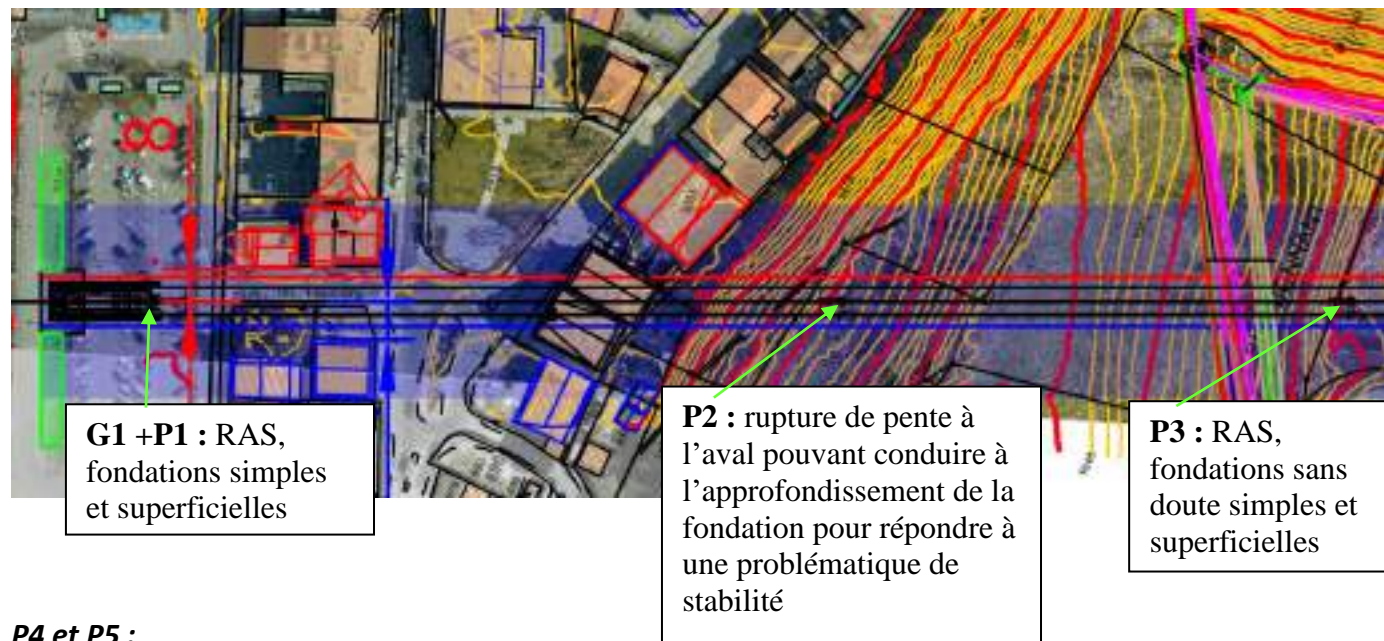 G1 +P1 : RAS,
fondations simples
et superficielles
P2 : rupture de pente à
l’aval pouvant conduire à
l’approfondissement de la
fondation pour répondre à
une problématique de
stabilité
P3 : RAS,
fondations sans
doute simples et
superficielles
P4 et P5 :